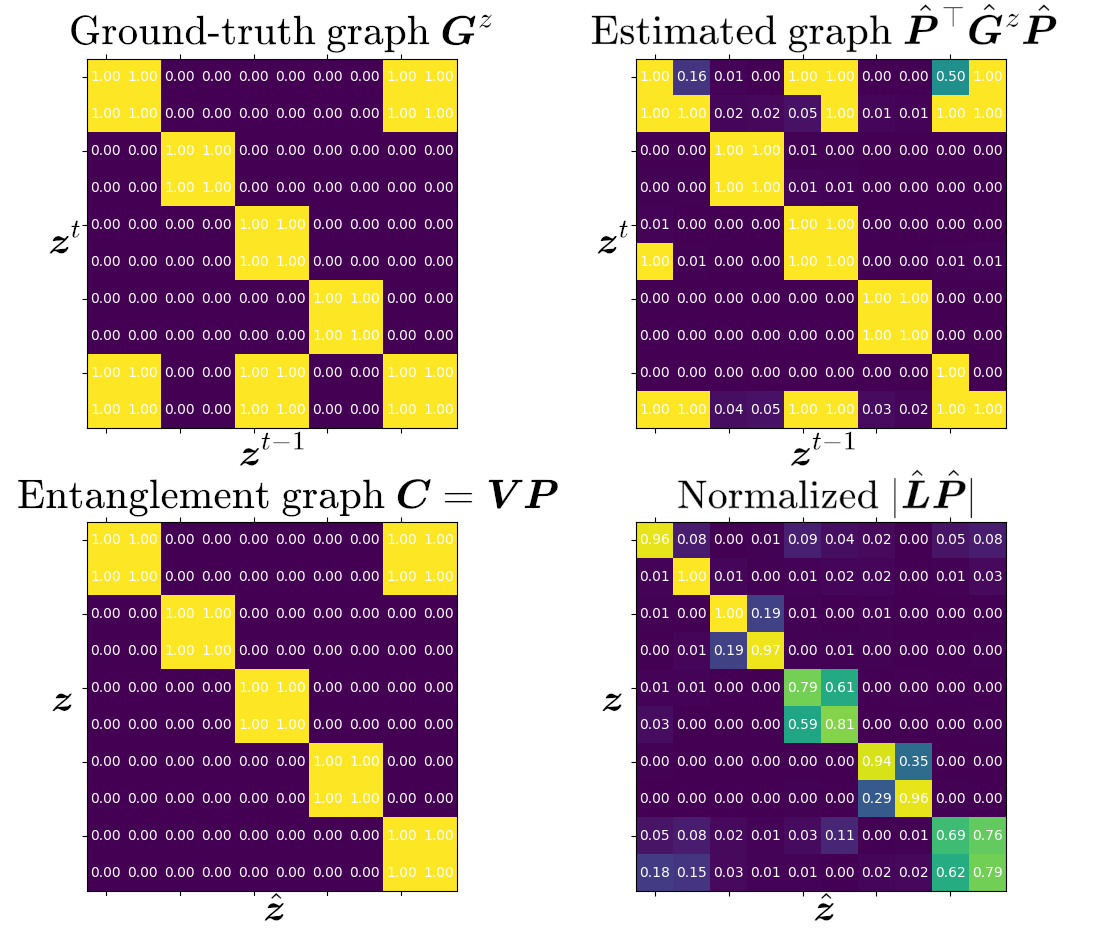 Ground-truth graph G^z
1.00 1.00 0.00 0.00 0.00 0.00 0.00 0.00 1.00 1.00
1.00 1.00 0.00 0.00 0.00 0.00 0.00 0.00 1.00 1.00
0.00 0.00 1.00 1.00 0.00 0.00 0.00 0.00 0.00 0.00
0.00 0.00 1.00 1.00 0.00 0.00 0.00 0.00 0.00 0.00
0.00 0.00 0.00 0.00 1.00 1.00 0.00 0.00 0.00 0.00
0.00 0.00 0.00 0.00 1.00 1.00 0.00 0.00 0.00 0.00
0.00 0.00 0.00 0.00 0.00 0.00 1.00 1.00 0.00 0.00
0.00 0.00 0.00 0.00 0.00 0.00 1.00 1.00 0.00 0.00
1.00 1.00 0.00 0.00 1.00 1.00 0.00 0.00 1.00 1.00
1.00 1.00 0.00 0.00 1.00 1.00 0.00 0.00 1.00 1.00
z^t
z^{t-1}
Estimated graph P̂^⊤ Ĝ^z P̂
1.00 0.16 0.01 0.00 1.00 1.00 0.00 0.00 0.50 1.00
1.00 1.00 0.02 0.02 0.05 1.00 0.01 0.01 1.00 1.00
0.00 0.00 1.00 1.00 0.01 0.00 0.00 0.00 0.00 0.00
0.00 0.00 1.00 1.00 0.01 0.01 0.00 0.00 0.00 0.00
0.01 0.00 0.00 0.00 1.00 1.00 0.00 0.00 0.00 0.00
1.00 0.01 0.00 0.00 1.00 1.00 0.00 0.00 0.01 0.01
0.00 0.00 0.00 0.00 0.00 0.00 1.00 1.00 0.00 0.00
0.00 0.00 0.00 0.00 0.00 0.00 1.00 1.00 0.00 0.00
0.00 0.00 0.00 0.00 0.00 0.00 0.00 0.00 1.00 0.00
1.00 1.00 0.04 0.05 1.00 1.00 0.03 0.02 1.00 1.00
z^t
z^{t-1}
Entanglement graph C = VP
1.00 1.00 0.00 0.00 0.00 0.00 0.00 0.00 1.00 1.00
1.00 1.00 0.00 0.00 0.00 0.00 0.00 0.00 1.00 1.00
0.00 0.00 1.00 1.00 0.00 0.00 0.00 0.00 0.00 0.00
0.00 0.00 1.00 1.00 0.00 0.00 0.00 0.00 0.00 0.00
0.00 0.00 0.00 0.00 1.00 1.00 0.00 0.00 0.00 0.00
0.00 0.00 0.00 0.00 1.00 1.00 0.00 0.00 0.00 0.00
0.00 0.00 0.00 0.00 0.00 0.00 1.00 1.00 0.00 0.00
0.00 0.00 0.00 0.00 0.00 0.00 1.00 1.00 0.00 0.00
0.00 0.00 0.00 0.00 0.00 0.00 0.00 0.00 1.00 1.00
0.00 0.00 0.00 0.00 0.00 0.00 0.00 0.00 1.00 1.00
z
ẑ
Normalized |L̂P̂|
0.96 0.08 0.00 0.01 0.09 0.04 0.02 0.00 0.05 0.08
0.01 1.00 0.01 0.00 0.01 0.02 0.02 0.00 0.01 0.03
0.01 0.00 1.00 0.19 0.01 0.00 0.01 0.00 0.00 0.00
0.00 0.01 0.19 0.97 0.00 0.01 0.00 0.00 0.00 0.00
0.01 0.01 0.00 0.00 0.79 0.61 0.00 0.00 0.00 0.00
0.03 0.00 0.00 0.00 0.59 0.81 0.00 0.00 0.00 0.00
0.00 0.00 0.00 0.00 0.00 0.00 0.94 0.35 0.00 0.00
0.00 0.00 0.00 0.00 0.00 0.00 0.29 0.96 0.00 0.00
0.05 0.08 0.02 0.01 0.03 0.11 0.00 0.01 0.69 0.76
0.18 0.15 0.03 0.01 0.01 0.00 0.02 0.02 0.62 0.79
z
ẑ